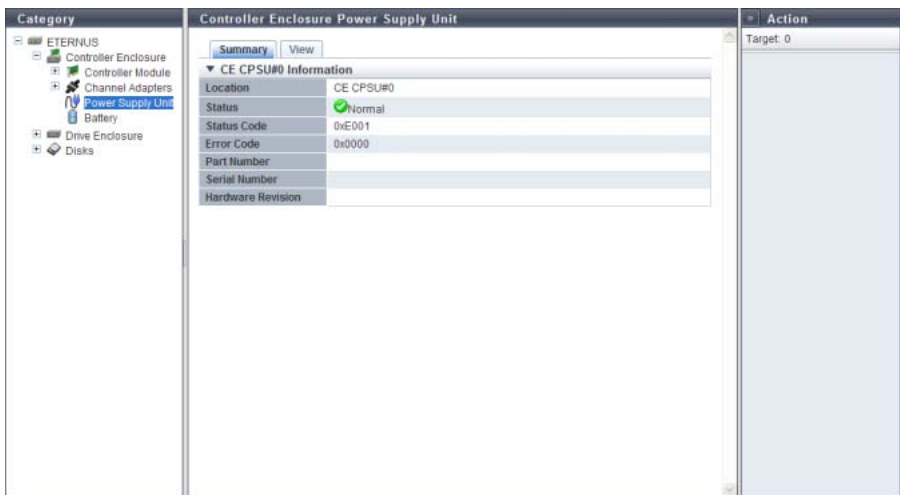 Category
ETERNUS
Controller Enclosure
Controller Module
Channel Adapters
Power Supply Unit
Battery
Drive Enclosure
Disks
Controller Enclosure Power Supply Unit
Summary
View
CE CPSU#0 Information
Location CE CPSU#0
Status Normal
Status Code 0xE001
Error Code 0x0000
Part Number
Serial Number
Hardware Revision
Action
Target: 0